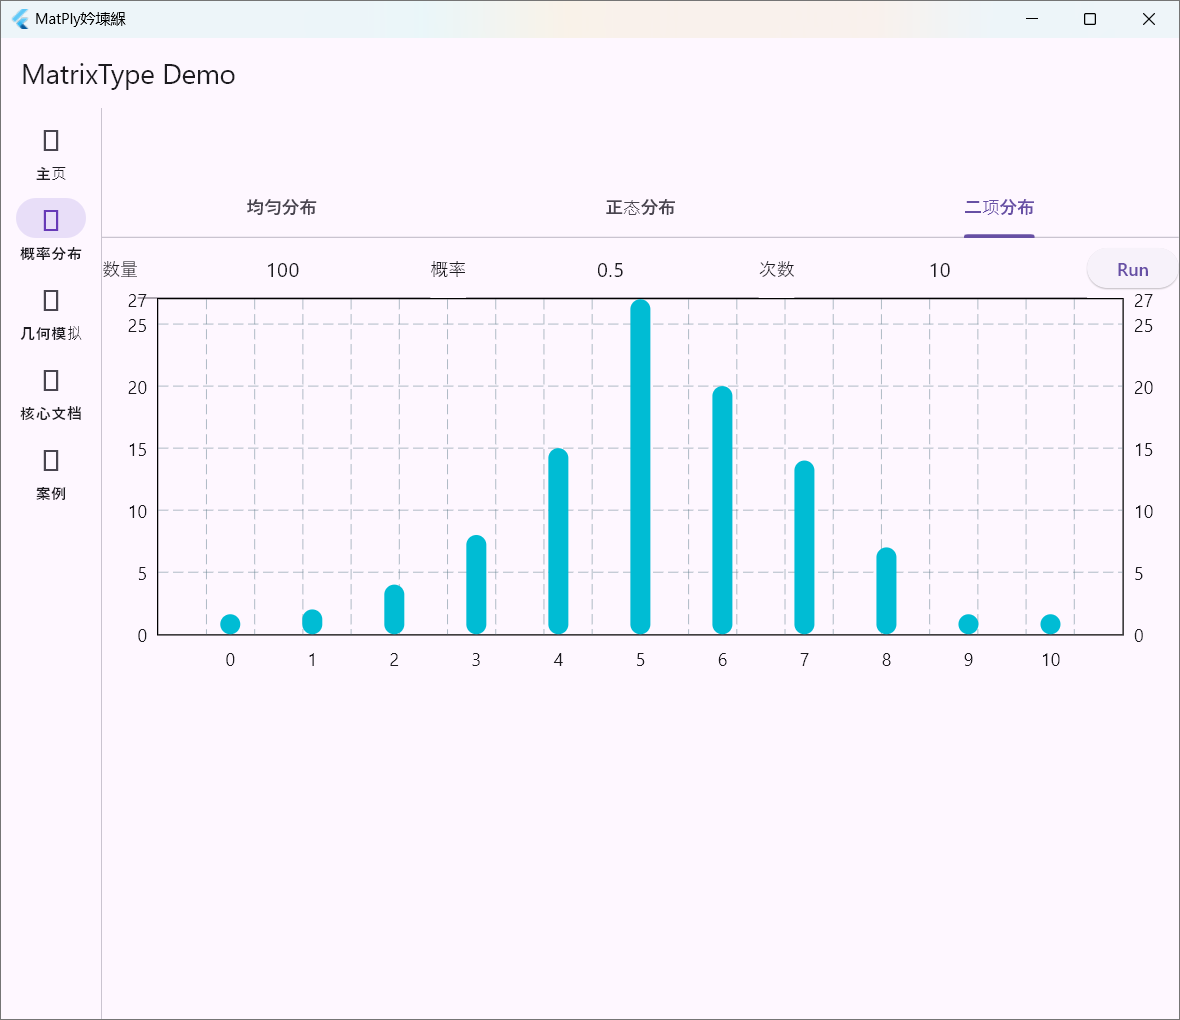 MatPly妗堜緥
MatrixType Demo
主页
概率分布
几何模拟
核心文档
案例
均匀分布 正态分布 二项分布
数量 100 概率 0.5 次数 10 Run
27 27
25 25
20 20
15 15
10 10
5 5
0 0
0 1 2 3 4 5 6 7 8 9 10